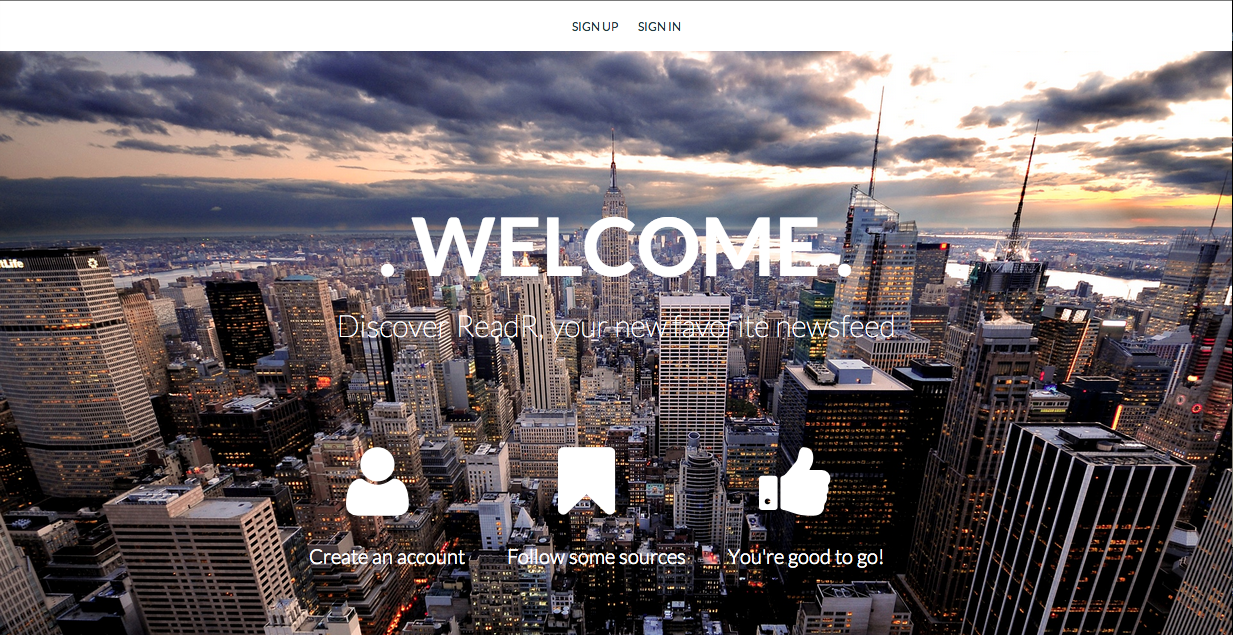 SIGN UP SIGN IN
. WELCOME .
tLife
Discover ReadR, your new favorite newsfeed
Create an account Follow some sources You're good to go!